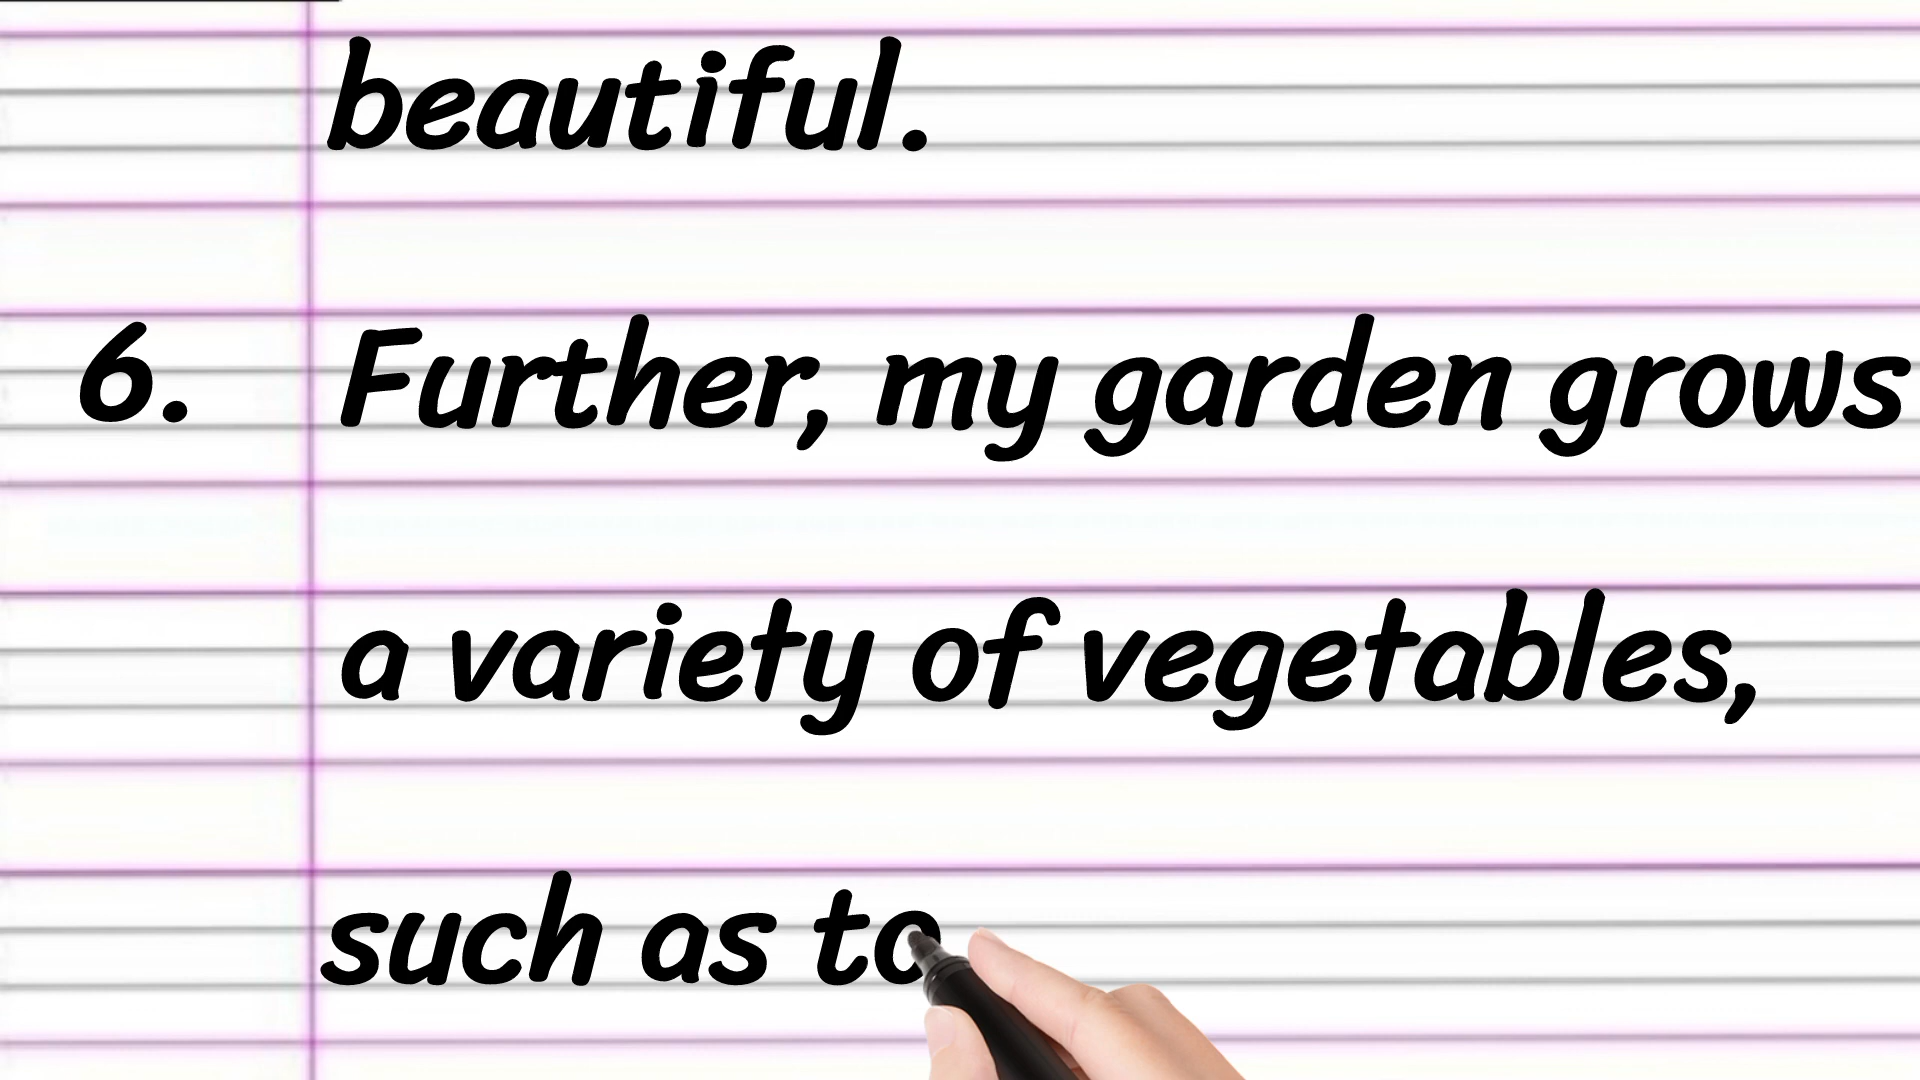 beautiful.
6. Further, my garden grows
a variety of vegetables,
such as to